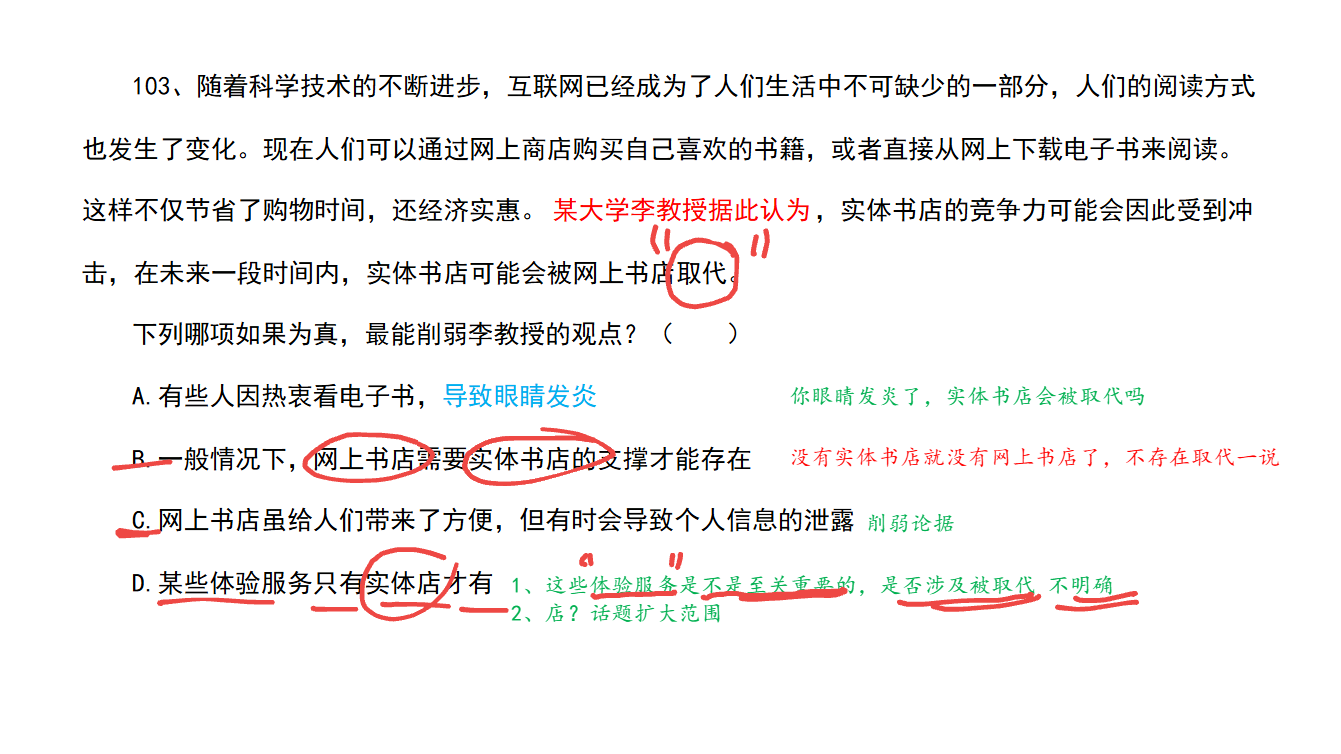 103、随着科学技术的不断进步，互联网已经成为了人们生活中不可缺少的一部分，人们的阅读方式
也发生了变化。现在人们可以通过网上商店购买自己喜欢的书籍，或者直接从网上下载电子书来阅读。
这样不仅节省了购物时间，还经济实惠。某大学李教授据此认为，实体书店的竞争力可能会因此受到冲
击，在未来一段时间内，实体书店可能会被网上书店取代。
下列哪项如果为真，最能削弱李教授的观点？（　　）
A.有些人因热衷看电子书，导致眼睛发炎 你眼睛发炎了，实体书店会被取代吗
B.一般情况下，网上书店需要实体书店的支撑才能存在 没有实体书店就没有网上书店了，不存在取代一说
C.网上书店虽给人们带来了方便，但有时会导致个人信息的泄露 削弱论据
D.某些体验服务只有实体店才有 1、这些体验服务是不是至关重要的，是否涉及被取代 不明确
2、店？话题扩大范围